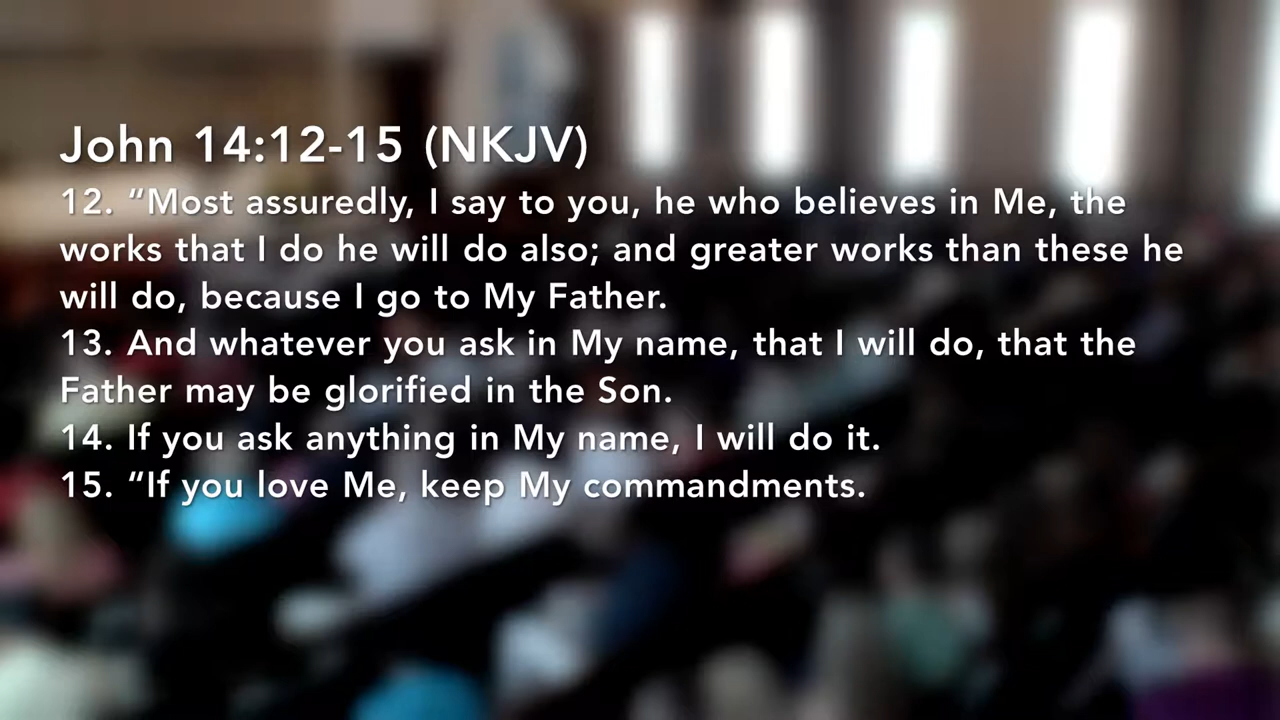 John 14:12-15 (NKJV)
12. “Most assuredly, I say to you, he who believes in Me, the
works that I do he will do also; and greater works than these he
will do, because I go to My Father.
13. And whatever you ask in My name, that I will do, that the
Father may be glorified in the Son.
14. If you ask anything in My name, I will do it.
15. “If you love Me, keep My commandments.